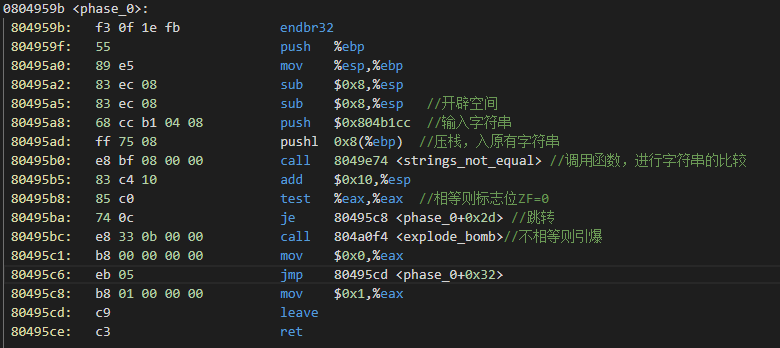 0804959b <phase_0>:
804959b: f3 0f 1e fb endbr32
804959f: 55 push %ebp
80495a0: 89 e5 mov %esp,%ebp
80495a2: 83 ec 08 sub $0x8,%esp
80495a5: 83 ec 08 sub $0x8,%esp //开辟空间
80495a8: 68 cc b1 04 08 push $0x804b1cc //输入字符串
80495ad: ff 75 08 pushl 0x8(%ebp) //压栈，入原有字符串
80495b0: e8 bf 08 00 00 call 8049e74 <strings_not_equal> //调用函数，进行字符串的比较
80495b5: 83 c4 10 add $0x10,%esp
80495b8: 85 c0 test %eax,%eax //相等则标志位ZF=0
80495ba: 74 0c je 80495c8 <phase_0+0x2d> //跳转
80495bc: e8 33 0b 00 00 call 804a0f4 <explode_bomb>//不相等则引爆
80495c1: b8 00 00 00 00 mov $0x0,%eax
80495c6: eb 05 jmp 80495cd <phase_0+0x32>
80495c8: b8 01 00 00 00 mov $0x1,%eax
80495cd: c9 leave
80495ce: c3 ret